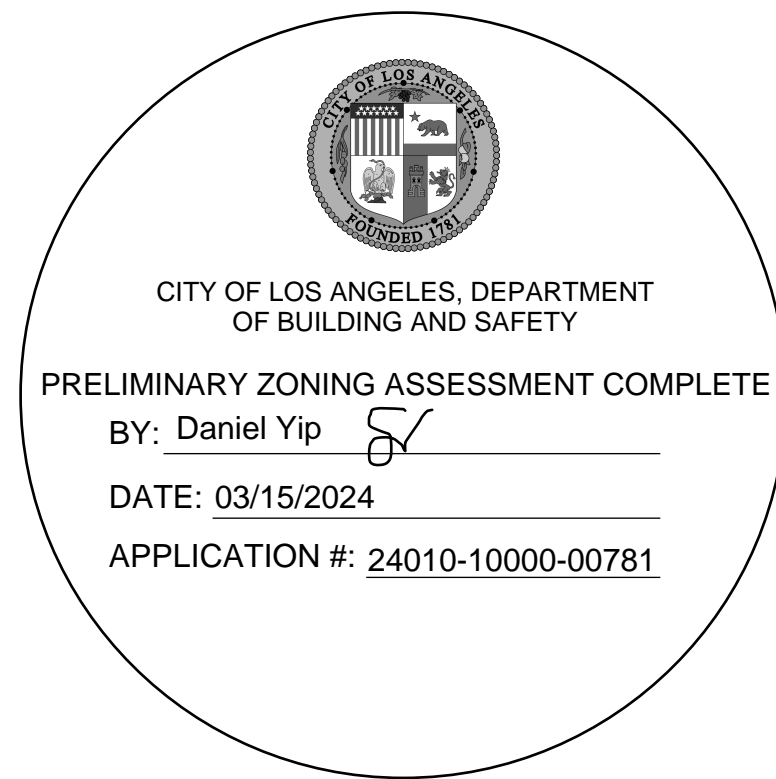 CITY OF LOS ANGELES
FOUNDED 1781
CITY OF LOS ANGELES, DEPARTMENT
OF BUILDING AND SAFETY
PRELIMINARY ZONING ASSESSMENT COMPLETE
BY: Daniel Yip
DATE: 03/15/2024
APPLICATION #: 24010-10000-00781